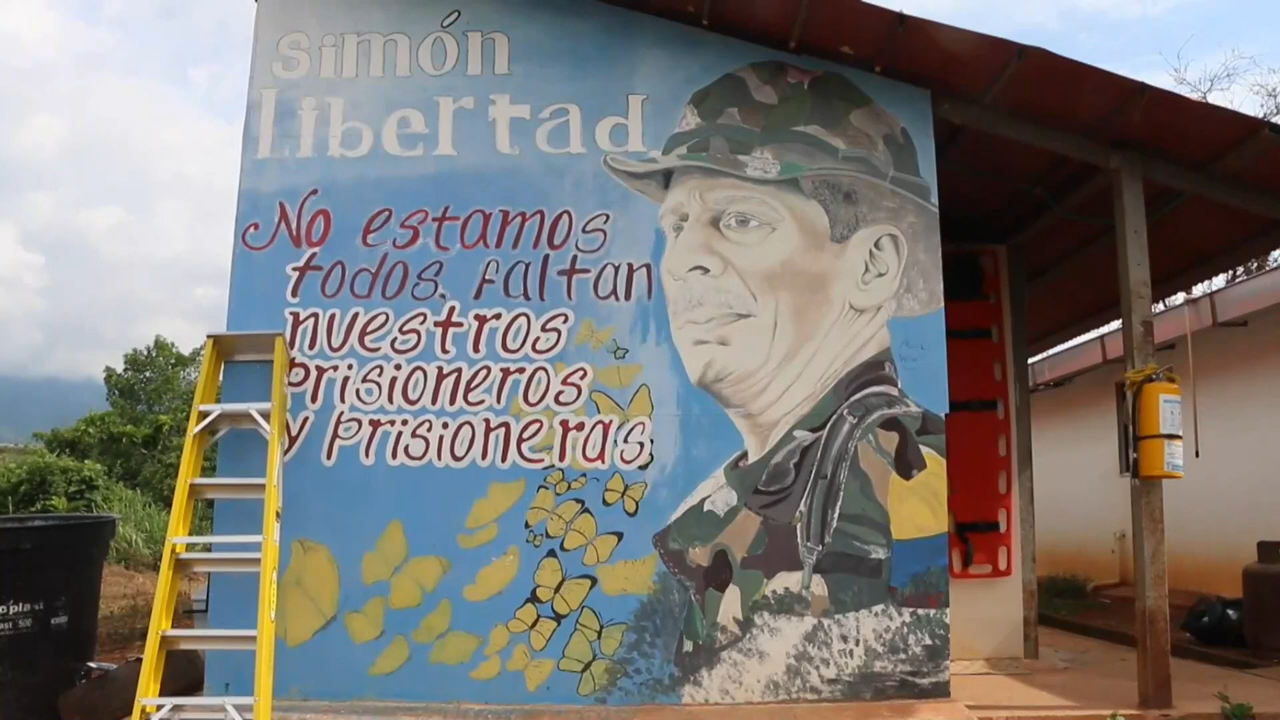 Simón
Libertad
No estamos
todos, faltan
nuestros
prisioneros
y prisioneras